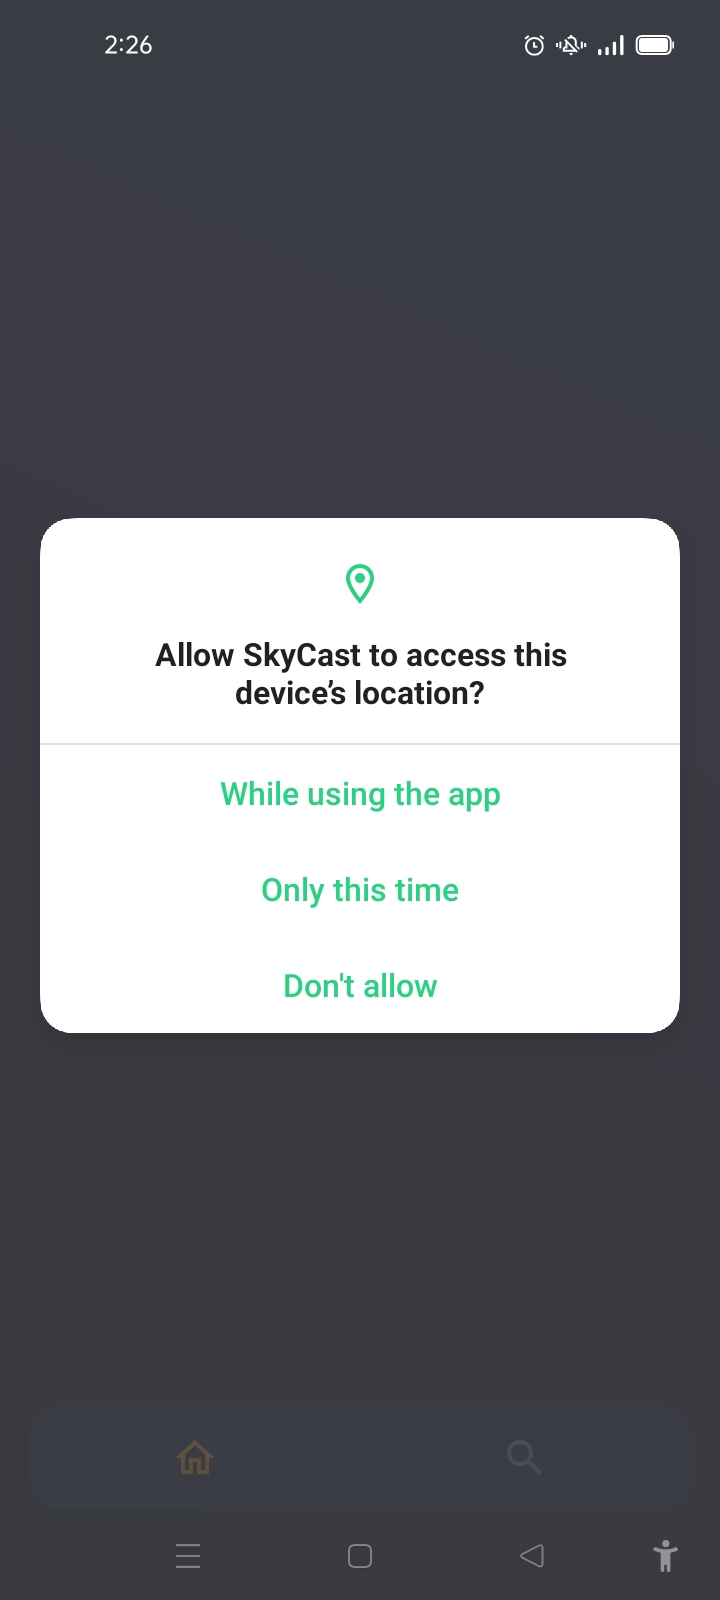 2:26
Allow SkyCast to access this
device’s location?
While using the app
Only this time
Don't allow